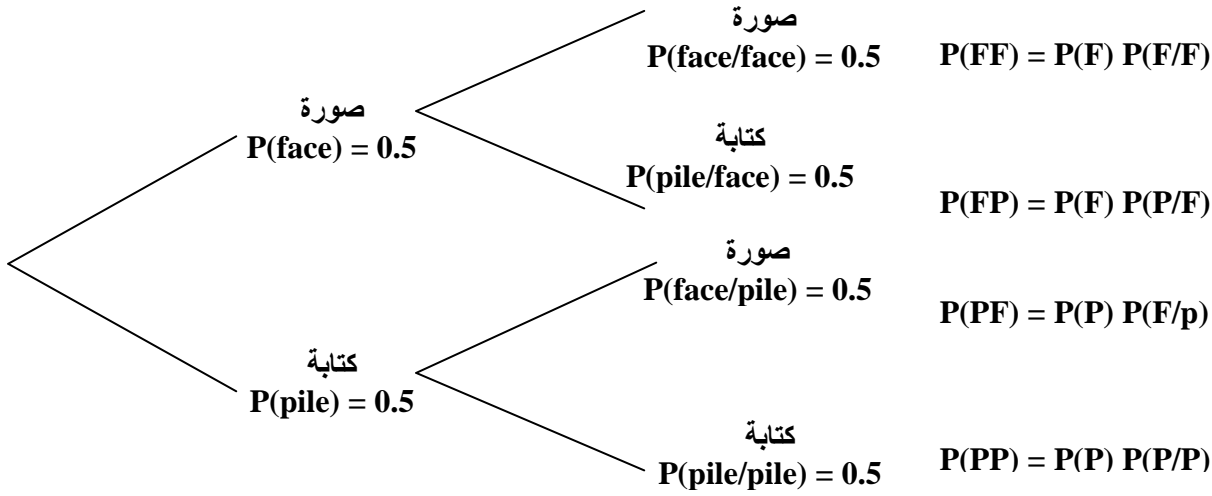 صورة
P(face/face) = 0.5
P(FF) = P(F) P(F/F)
صورة
P(face) = 0.5
كتابة
P(pile/face) = 0.5
P(FP) = P(F) P(P/F)
صورة
P(face/pile) = 0.5
P(PF) = P(P) P(F/p)
كتابة
P(pile) = 0.5
كتابة
P(pile/pile) = 0.5
P(PP) = P(P) P(P/P)